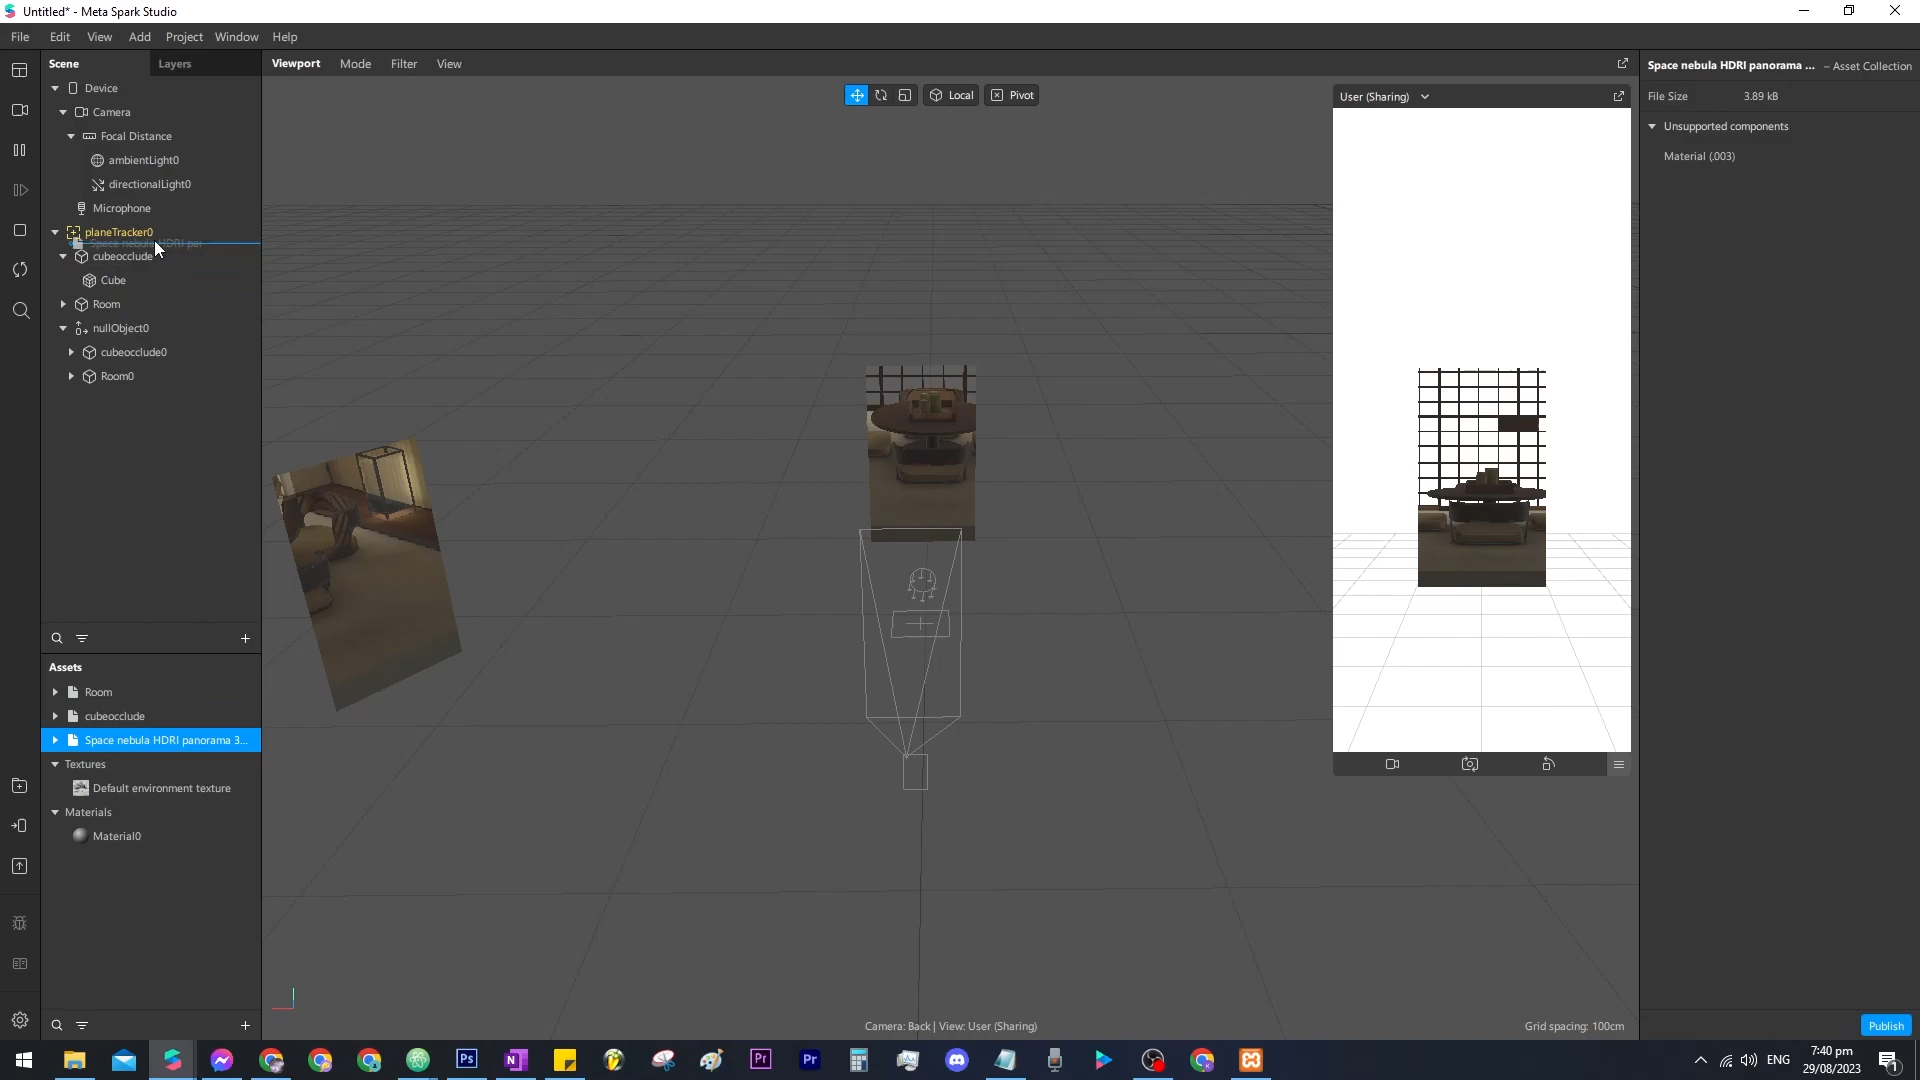 Untitled* - Meta Spark Studio
File Edit View Add Project Window Help
Scene
Layers
Device
Camera
Focal Distance
ambientLight0
directionalLight0
Microphone
planeTracker0
Space nebula HDRI par
cubeocclude
Cube
Room
nullObject0
cubeocclude0
Room0
Assets
Room
cubeocclude
Space nebula HDRI panorama 3...
Textures
Default environment texture
Materials
Material0
Viewport Mode Filter View
Local
Pivot
User (Sharing)
Camera: Back | View: User (Sharing)
Grid spacing: 100cm
Space nebula HDRI panorama ... – Asset Collection
File Size 3.89 kB
Unsupported components
Material (.003)
Publish
ENG
7:40 pm
29/08/2023